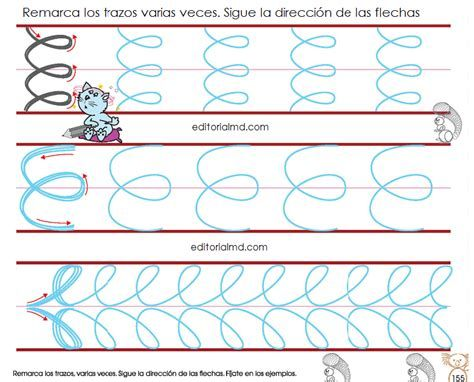 Remarca los trazos varias veces. Sigue la dirección de las flechas
editorialmd.com
editorialmd.com
Remarca los trazos, varias veces. Sigue la dirección de las flechas. Fíjate en los ejemplos.
155